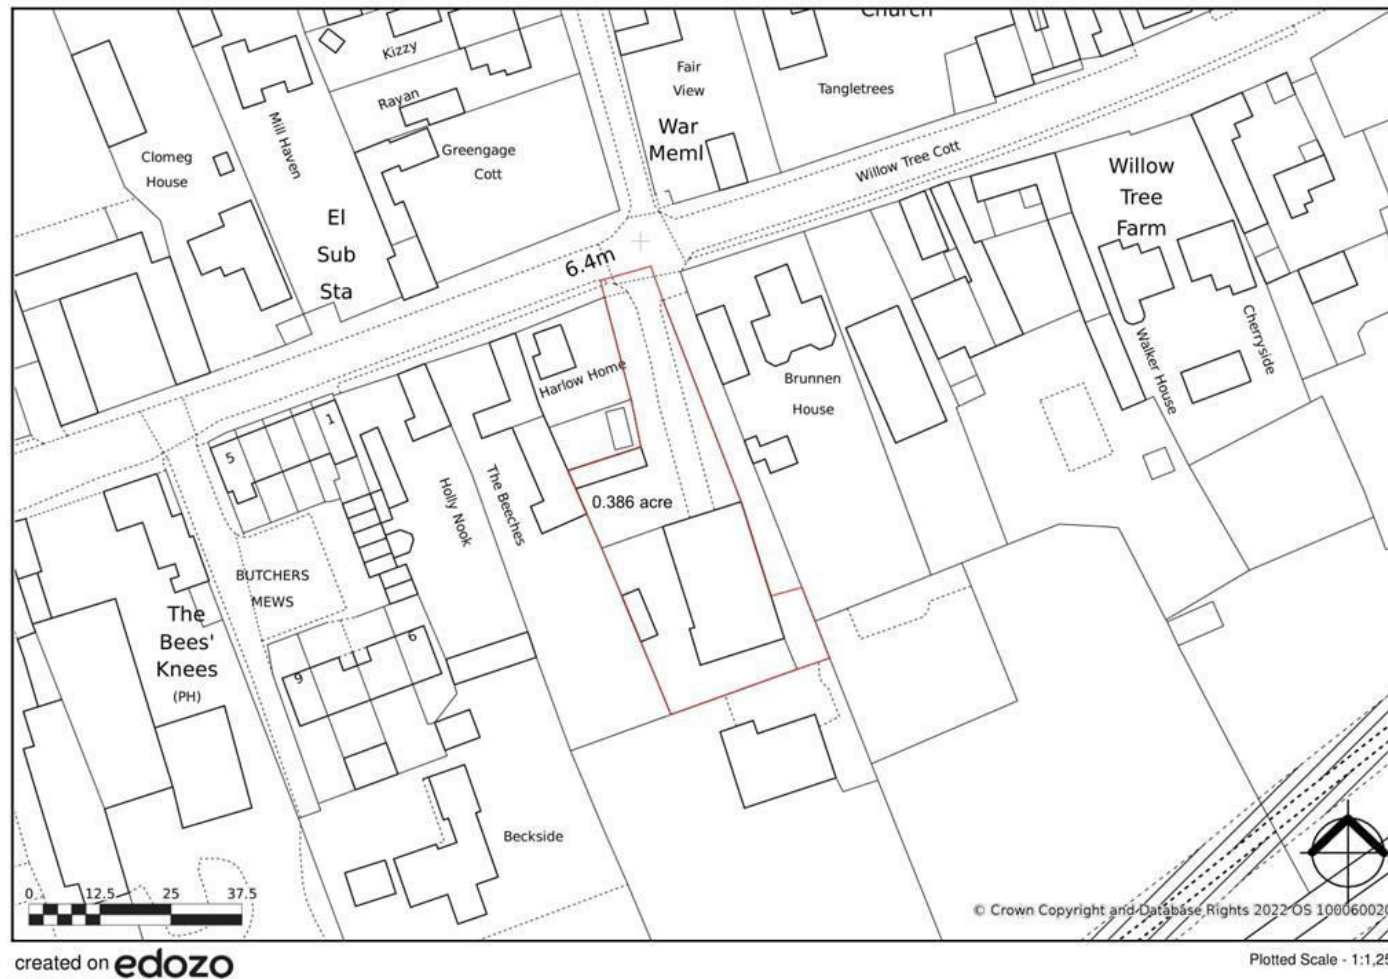 Church
Kizzy
Fair
View
Tangletrees
Rayan
Mill Haven
War
Meml
Clomeg
House
Greengage
Cott
Willow Tree Cott
Willow
Tree
Farm
El
Sub
Sta
6.4m
Cherryside
Walker House
Harlow Home
Brunnen
House
1
5
Holly Nook
The Beeches
0.386 acre
BUTCHERS
MEWS
The
Bees'
Knees
(PH)
6
9
Beckside
0
12.5
25
37.5
© Crown Copyright and Database Rights 2022 OS 100060020
created on edozo
Plotted Scale - 1:1,25